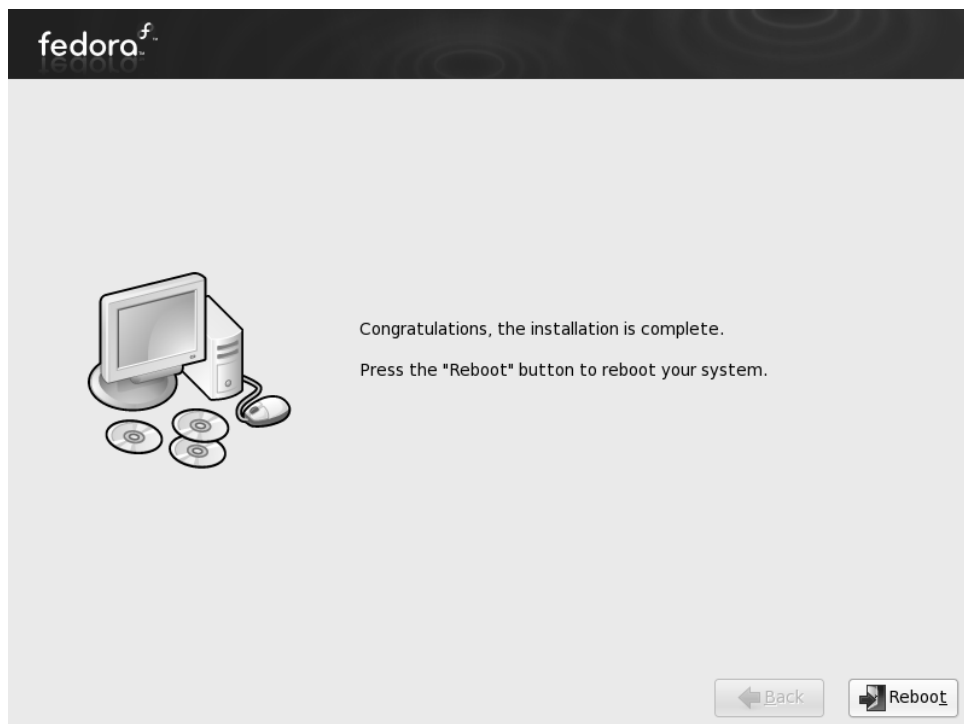 fedora
Congratulations, the installation is complete.
Press the "Reboot" button to reboot your system.
Back
Reboot